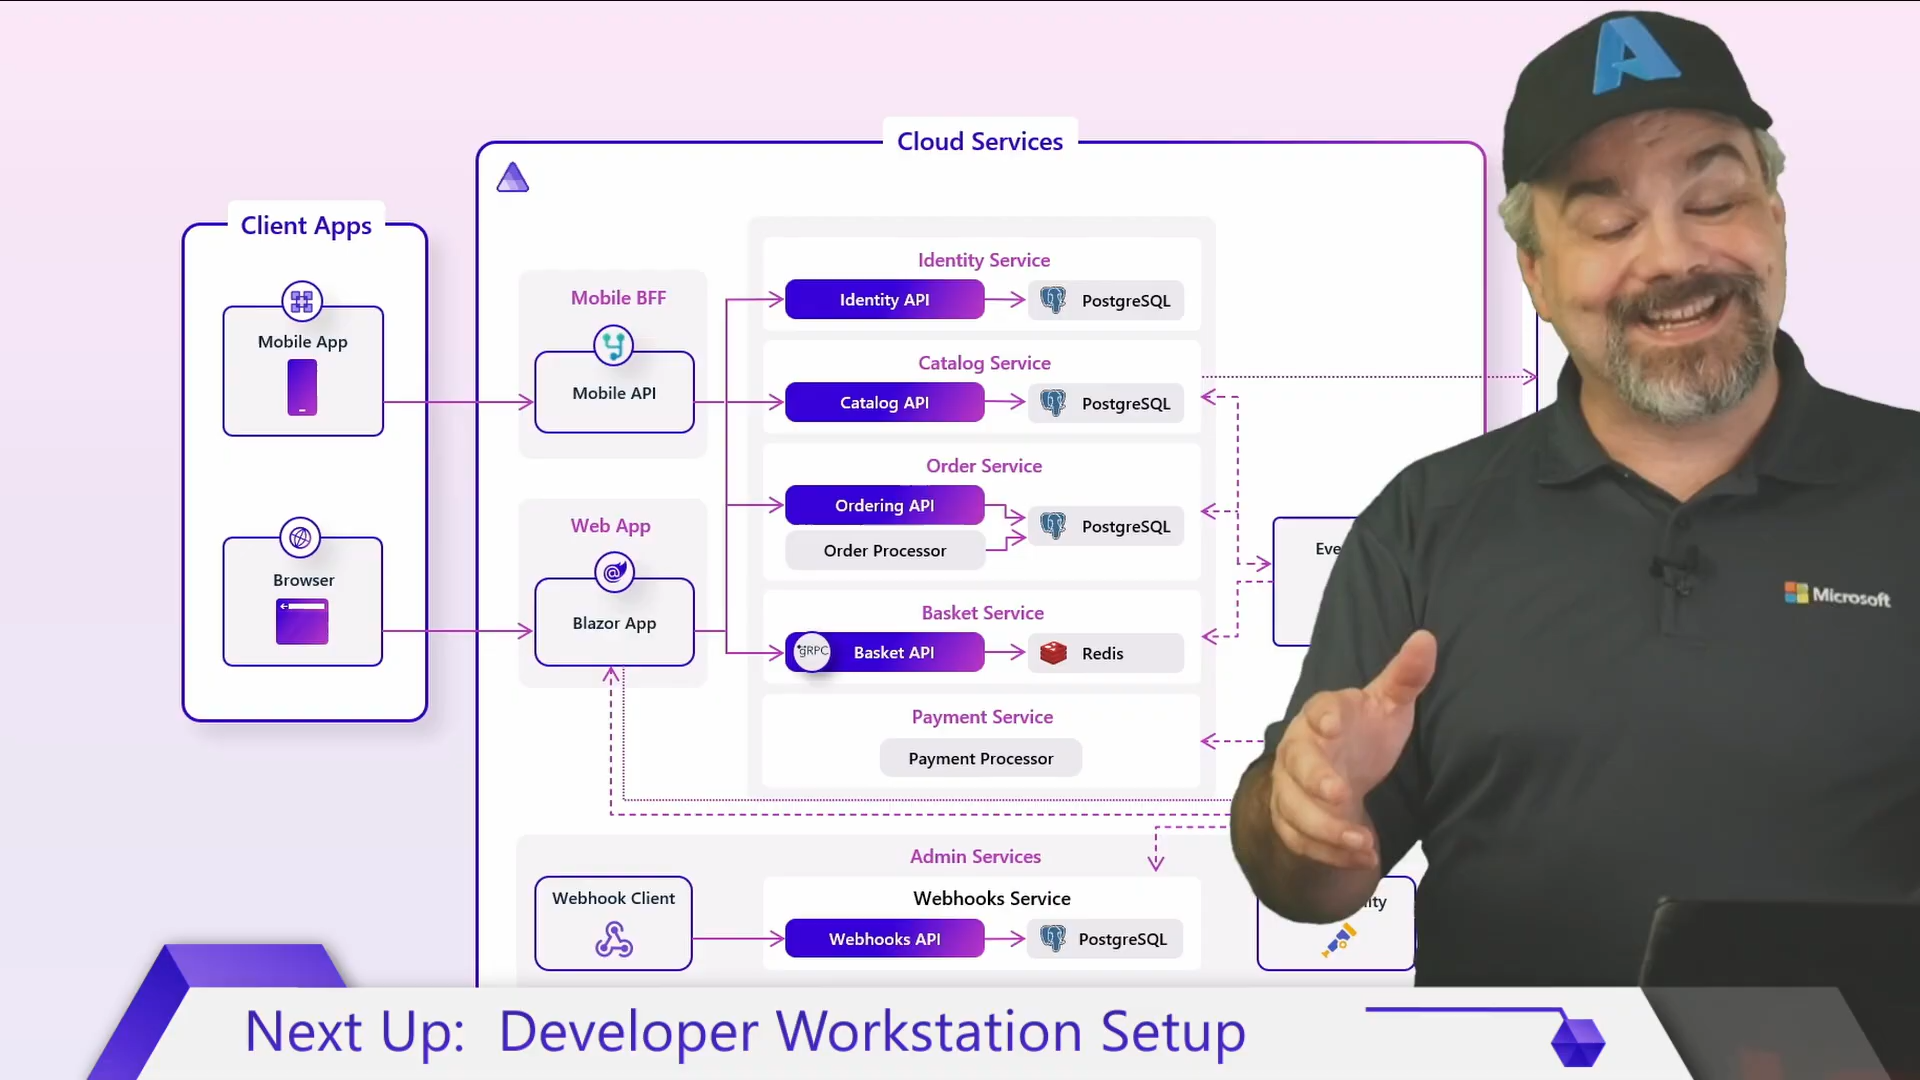 Cloud Services
Client Apps
Mobile App
Browser
Mobile BFF
Mobile API
Web App
Blazor App
Identity Service
Identity API
PostgreSQL
Catalog Service
Catalog API
PostgreSQL
Order Service
Ordering API
Order Processor
PostgreSQL
Basket Service
gRPC
Basket API
Redis
Payment Service
Payment Processor
Admin Services
Webhook Client
Webhooks Service
Webhooks API
PostgreSQL
Microsoft
Next Up: Developer Workstation Setup